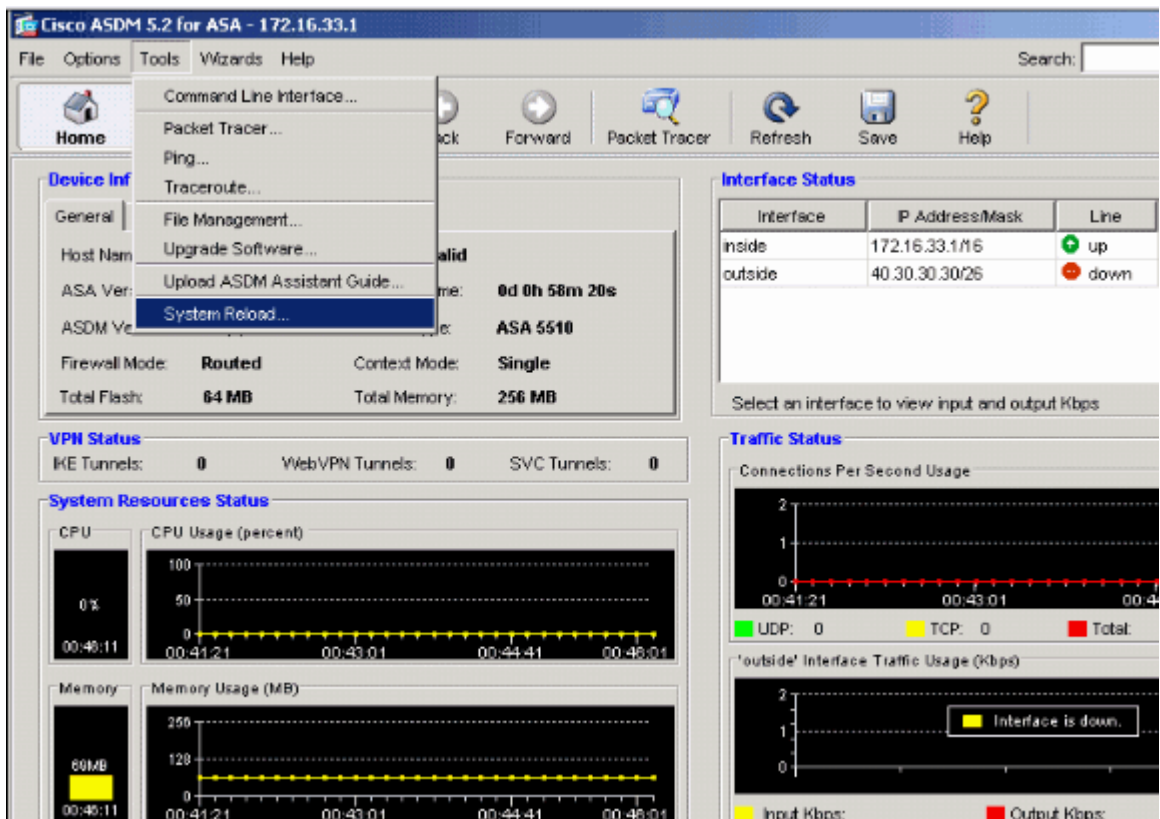 Cisco ASDM 5.2 for ASA - 172.16.33.1
File Options Tools Wizards Help Search:
Command Line Interface...
Packet Tracer...
Ping...
Traceroute...
File Management...
Upgrade Software...
Upload ASDM Assistant Guide...
System Reload...
Home Forward Packet Tracer Refresh Save Help
Device Inf
General
Host Nam
ASA Ver
0d 0h 58m 20s
ASDM Ve
ASA 5510
Firewall Mode: Routed Context Mode: Single
Total Flash: 64 MB Total Memory: 256 MB
Interface Status
Interface IP Address/Mask Line
inside 172.16.33.1/16 up
outside 40.30.30.30/26 down
Select an interface to view input and output Kbps
VPN Status
IKE Tunnels: 0 WebVPN Tunnels: 0 SVC Tunnels: 0
System Resources Status
CPU
0%
00:46:11
CPU Usage (percent)
100
50
0
00:41:21 00:43:01 00:44:41 00:46:01
Memory
69MB
00:46:11
Memory Usage (MB)
256
128
0
00:41:21 00:43:01 00:44:41 00:46:01
Traffic Status
Connections Per Second Usage
2
1
0
00:41:21 00:43:01 00:4
UDP: 0 TCP: 0 Total:
'outside' Interface Traffic Usage (Kbps)
2
1
0
Interface is down.
Input Kbps: Output Kbps: